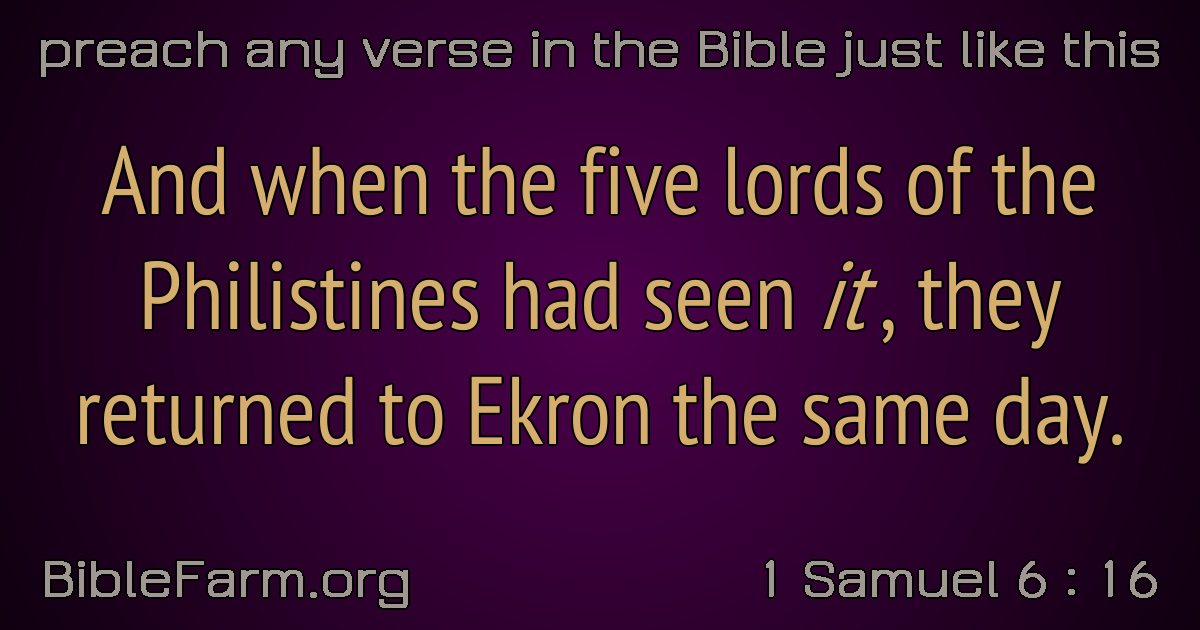 preach any verse in the Bible just like this
And when the five lords of the
Philistines had seen it, they
returned to Ekron the same day.
BibleFarm.org
1 Samuel 6 : 16